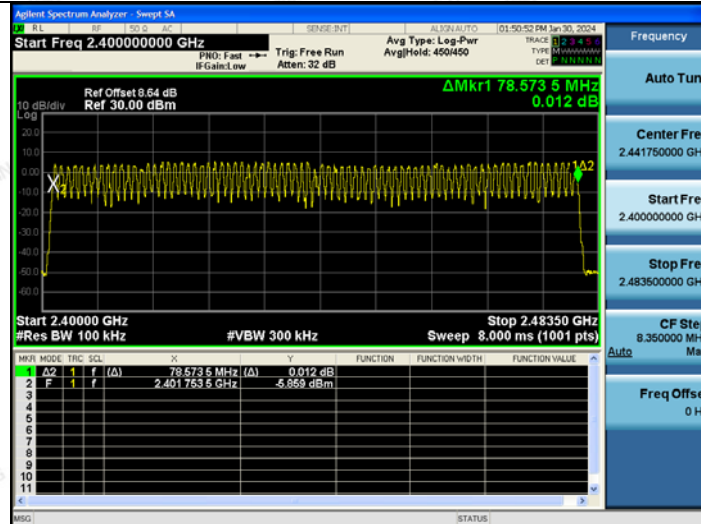 Agilent Spectrum Analyzer - Swept SA
RL RF 50 Ω AC SENSE:INT ALIGN AUTO 01:50:52 PM Jan 30, 2024
Start Freq 2.400000000 GHz
PNO: Fast
IFGain:Low
Trig: Free Run
Atten: 32 dB
Avg Type: Log-Pwr
Avg|Hold: 450/450
TRACE 1 2 3 4 5 6
TYPE M
DET P N N N N N
Ref Offset 8.64 dB
Ref 30.00 dBm
10 dB/div
Log
ΔMkr1 78.573 5 MHz
0.012 dB
20.0
10.0
0.00
-10.0
-20.0
-30.0
-40.0
-50.0
-60.0
2
1Δ2
Start 2.40000 GHz
#Res BW 100 kHz
#VBW 300 kHz
Stop 2.48350 GHz
Sweep 8.000 ms (1001 pts)
MKR MODE TRC SCL X Y FUNCTION FUNCTION WIDTH FUNCTION VALUE
1 Δ2 1 f (Δ) 78.573 5 MHz (Δ) 0.012 dB
2 F 1 f 2.401 753 5 GHz -5.859 dBm
3
4
5
6
7
8
9
10
11
MSG
STATUS
Frequency
Auto Tun
Center Fre
2.441750000 GH
Start Fre
2.400000000 GH
Stop Fre
2.483500000 GH
CF Ste
8.350000 MH
Auto Ma
Freq Offse
0 H